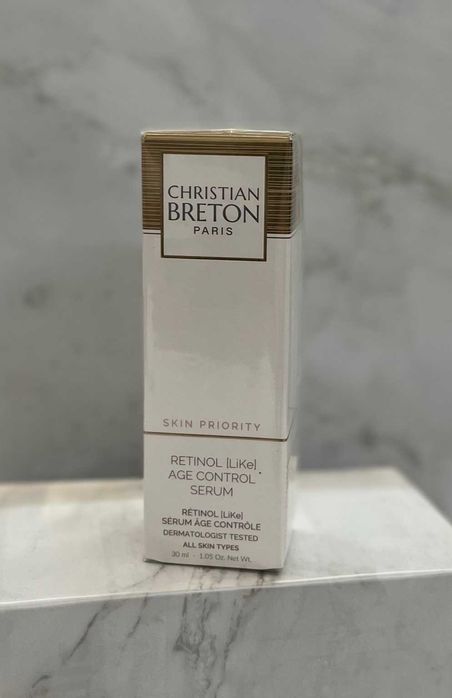 CHRISTIAN
BRETON
PARIS
SKIN PRIORITY
RETINOL [LiKe]
AGE CONTROL
SERUM
RÉTINOL [LiKe]
SÉRUM ÂGE CONTRÔLE
DERMATOLOGIST TESTED
ALL SKIN TYPES
30 ml - 1.05 Oz. Net Wt.